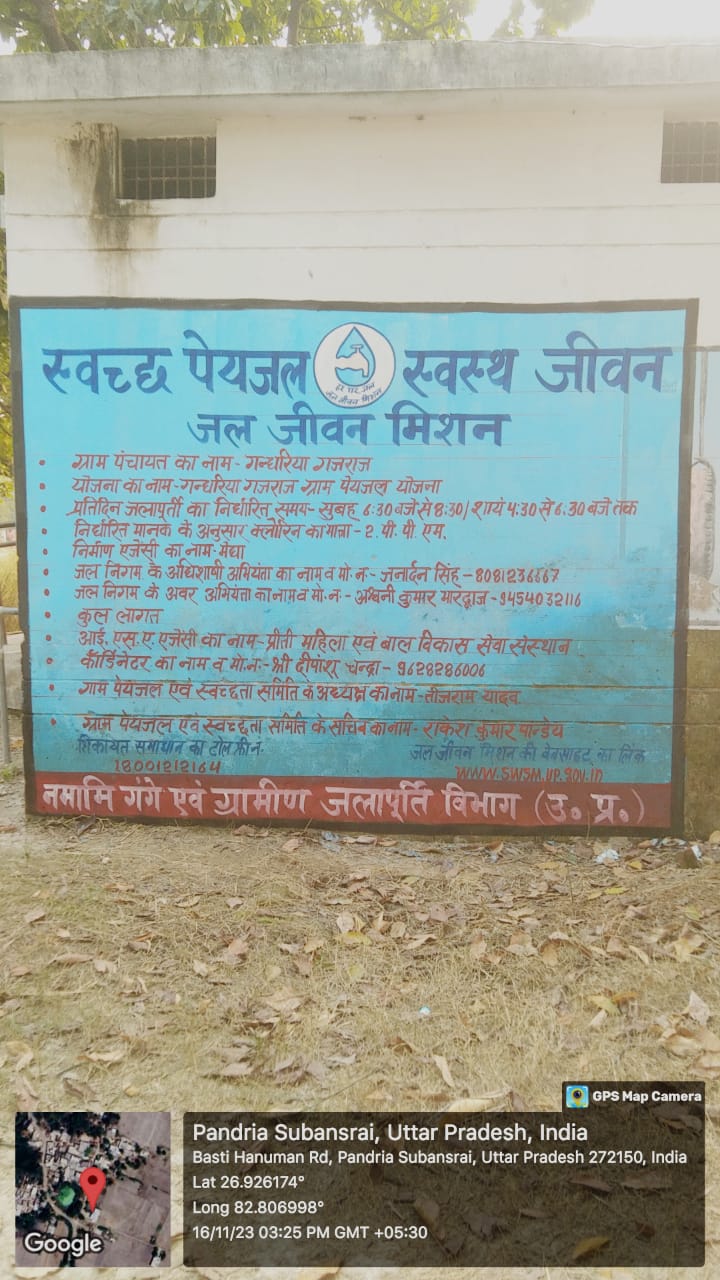 स्वच्छ पेयजल स्वस्थ जीवन
हर घर जल
जल जीवन मिशन
जल जीवन मिशन
• ग्राम पंचायत का नाम - गन्धरिया गजराज
• योजना का नाम - गन्धरिया गजराज ग्राम पेयजल योजना
• प्रतिदिन जलापूर्ती का निर्धारित समय - सुबह 6:30 बजे से 8:30/ शायं 4:30 से 6.30 बजे तक
• निर्धारित मानक के अनुसार क्लोरिन का मात्रा - 2. पी. पी. एम.
• निर्माण एजेंसी का नाम - मेघा
• जल निगम के अधिशाषी अभियंता का नाम व मो. न - जनार्दन सिंह -
• जल निगम के अवर अभियंता का नाम व मो. न. - अश्वनी कुमार भारद्वाज - 9454032116
• कुल लागत
• आई. एस. ए एजेंसी का नाम - प्रीती महिला एवं बाल विकास सेवा संस्थान
• कॉर्डिनेटर का नाम व मो.न: - श्री दीपांशू चन्द्रा - 9628286006
• ग्राम पेयजल एवं स्वच्छता समिति के अध्यक्ष का नाम - तीजराम यादव
• ग्राम पेयजल एवं स्वच्छता समिति के सचिव का नाम - राकेश कुमार पान्डेय
शिकायत समाधान का टोल फ्री नं.
18001212164
जल जीवन मिशन की वेबसाइट का लिंक
WWW.SWSM.UP.gov.in
नमामि गंगे एवं ग्रामीण जलापूर्ति विभाग (उ. प्र.)
GPS Map Camera
Pandria Subansrai, Uttar Pradesh, India
Basti Hanuman Rd, Pandria Subansrai, Uttar Pradesh 272150, India
Lat 26.926174°
Long 82.806998°
16/11/23 03:25 PM GMT +05:30
Google